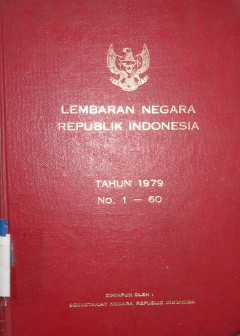 LEMBARAN NEGARA
REPUBLIK INDONESIA
TAHUN 1979
No. 1 — 60
DIHIMPUN OLEH :
SEKRETARIAT NEGARA REPUBLIK INDONESIA